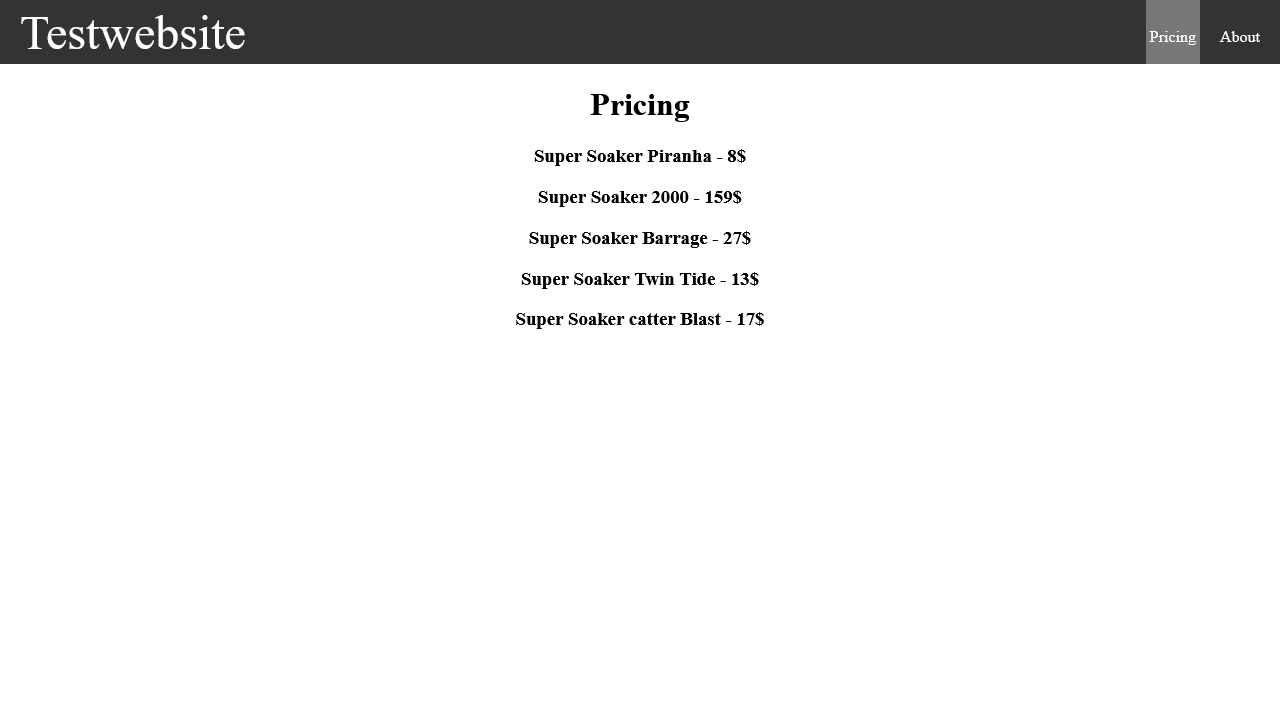 Testwebsite
Pricing
About
Pricing
Super Soaker Piranha - 8$
Super Soaker 2000 - 159$
Super Soaker Barrage - 27$
Super Soaker Twin Tide - 13$
Super Soaker catter Blast - 17$